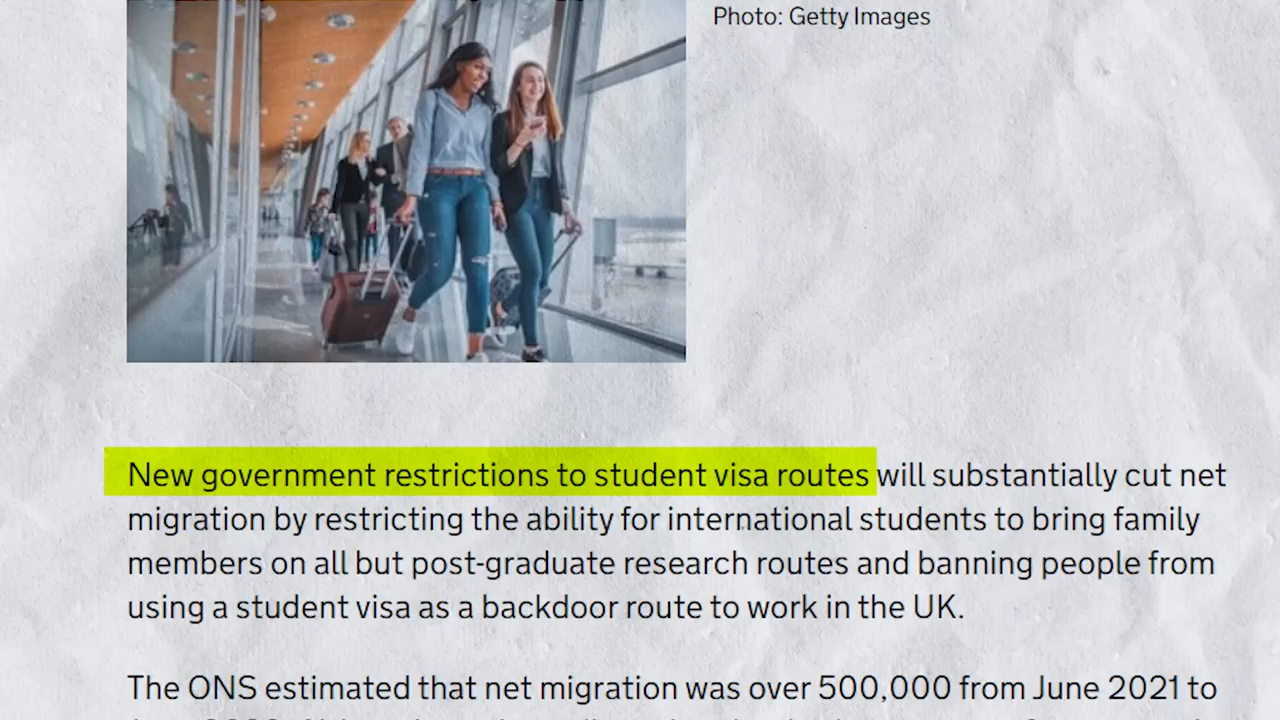 Photo: Getty Images
New government restrictions to student visa routes will substantially cut net
migration by restricting the ability for international students to bring family
members on all but post-graduate research routes and banning people from
using a student visa as a backdoor route to work in the UK.
The ONS estimated that net migration was over 500,000 from June 2021 to